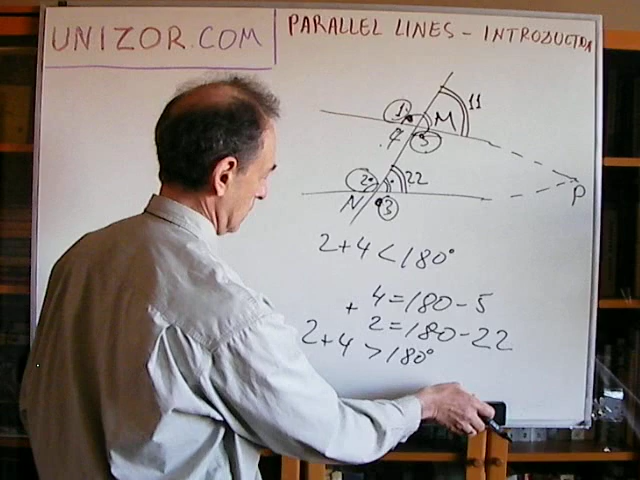 UNIZOR.COM
PARALLEL LINES - INTRODUCTION
1 M 11
4 5
2 22
N 3 P
2+4<180°
4=180-5
+ 2=180-22
2+4>180°